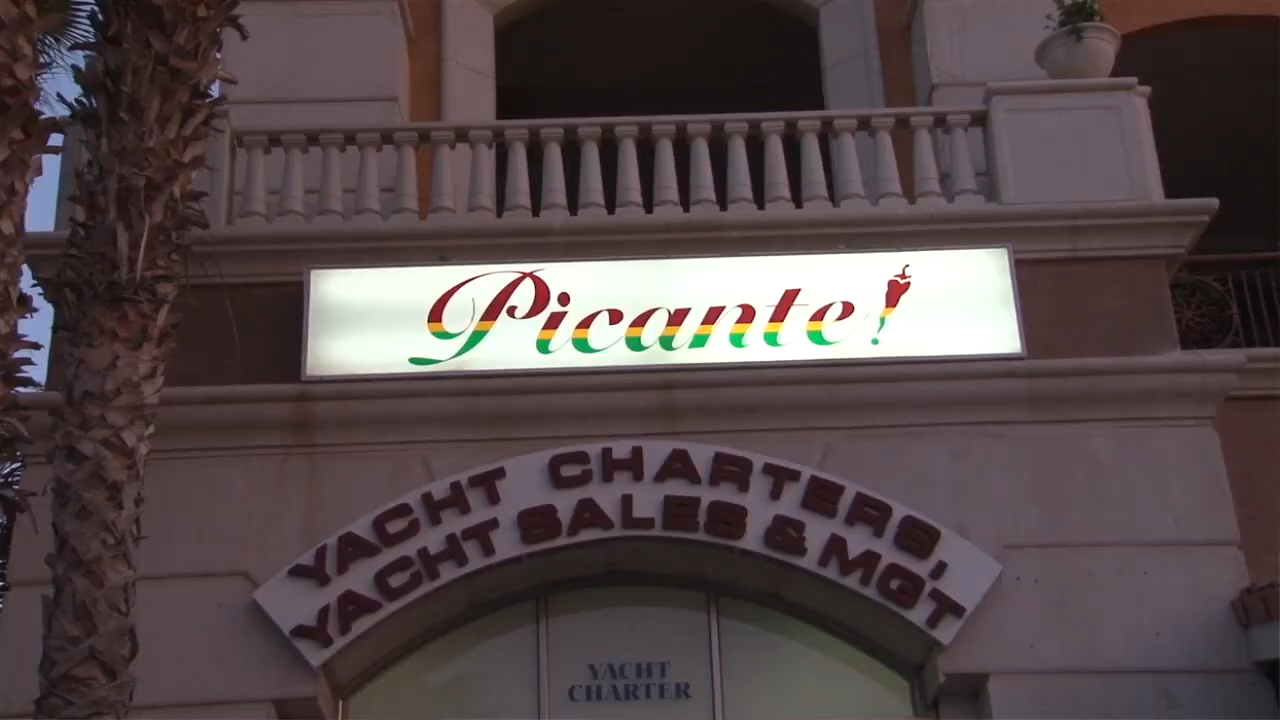 Picante!
YACHT CHARTERS,
YACHT SALES & MGT
YACHT
CHARTER